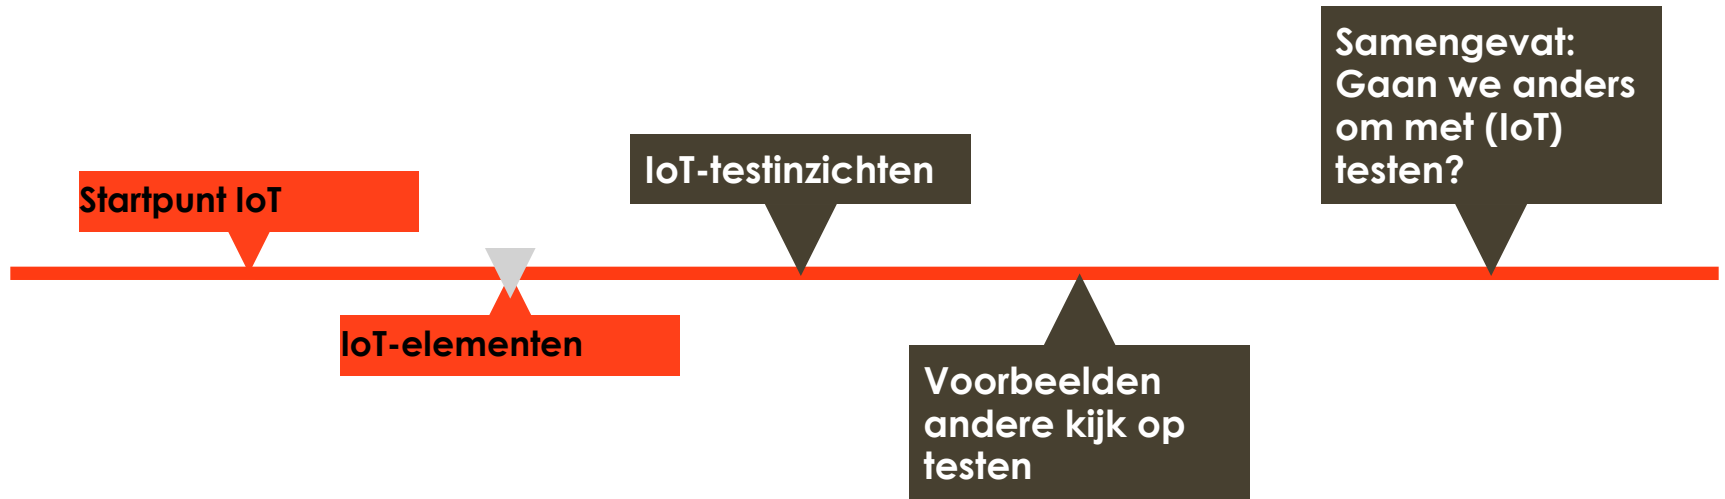 Startpunt IoT
IoT-elementen
IoT-testinzichten
Voorbeelden
andere kijk op
testen
Samengevat:
Gaan we anders
om met (IoT)
testen?